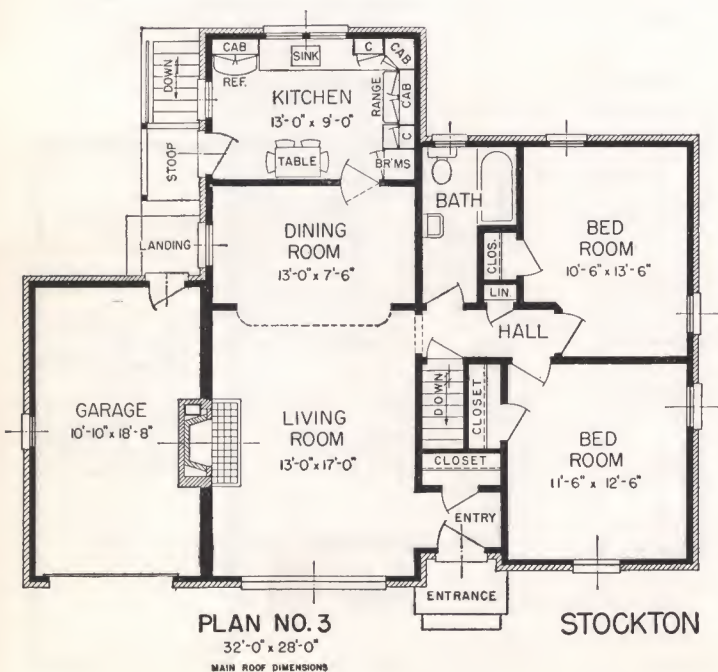 CAB
SINK
C
CAB
DOWN
REF.
KITCHEN
13'-0" x 9'-0"
RANGE
CAB
C
STOOP
TABLE
BR'MS
BATH
LANDING
DINING
ROOM
13'-0" x 7'-6"
CLOS.
BED
ROOM
10'-6" x 13'-6"
LIN.
HALL
GARAGE
10'-10" x 18'-8"
LIVING
ROOM
13'-0" x 17'-0"
DOWN
CLOSET
CLOSET
BED
ROOM
11'-6" x 12'-6"
ENTRY
ENTRANCE
PLAN NO. 3
32'-0" x 28'-0"
MAIN ROOF DIMENSIONS
STOCKTON